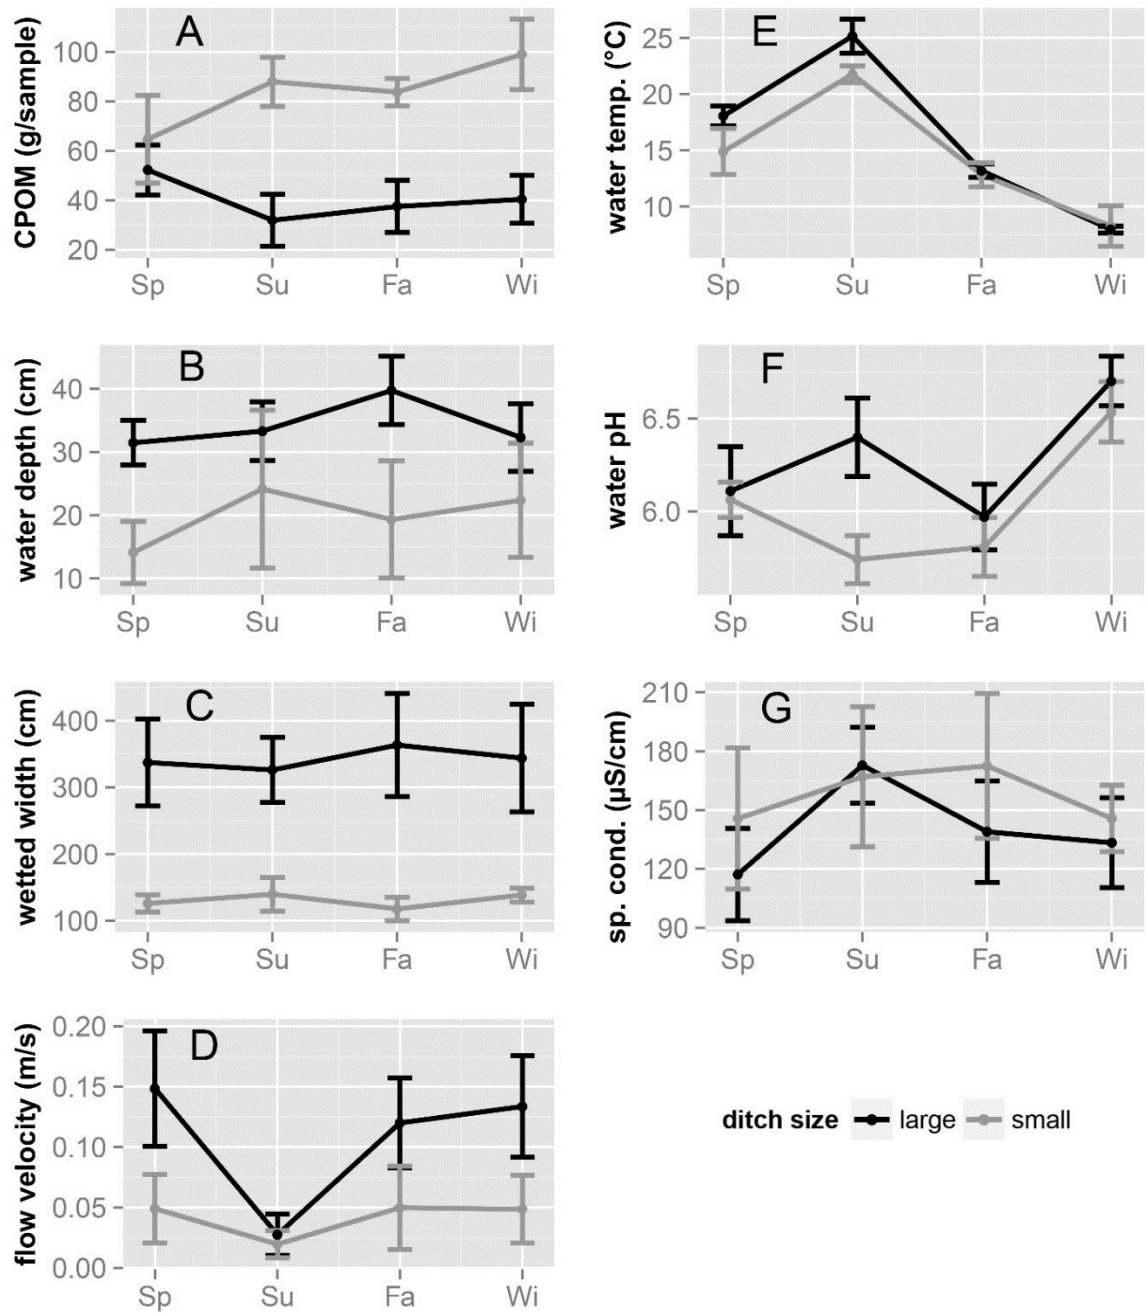 A
CPOM (g/sample)
100
80
60
40
20
Sp Su Fa Wi
B
water depth (cm)
40
30
20
10
Sp Su Fa Wi
C
wetted width (cm)
400
300
200
100
Sp Su Fa Wi
D
flow velocity (m/s)
0.20
0.15
0.10
0.05
0.00
Sp Su Fa Wi
E
water temp. (°C)
25
20
15
10
Sp Su Fa Wi
F
water pH
6.5
6.0
Sp Su Fa Wi
G
sp. cond. (µS/cm)
210
180
150
120
90
Sp Su Fa Wi
ditch size large small